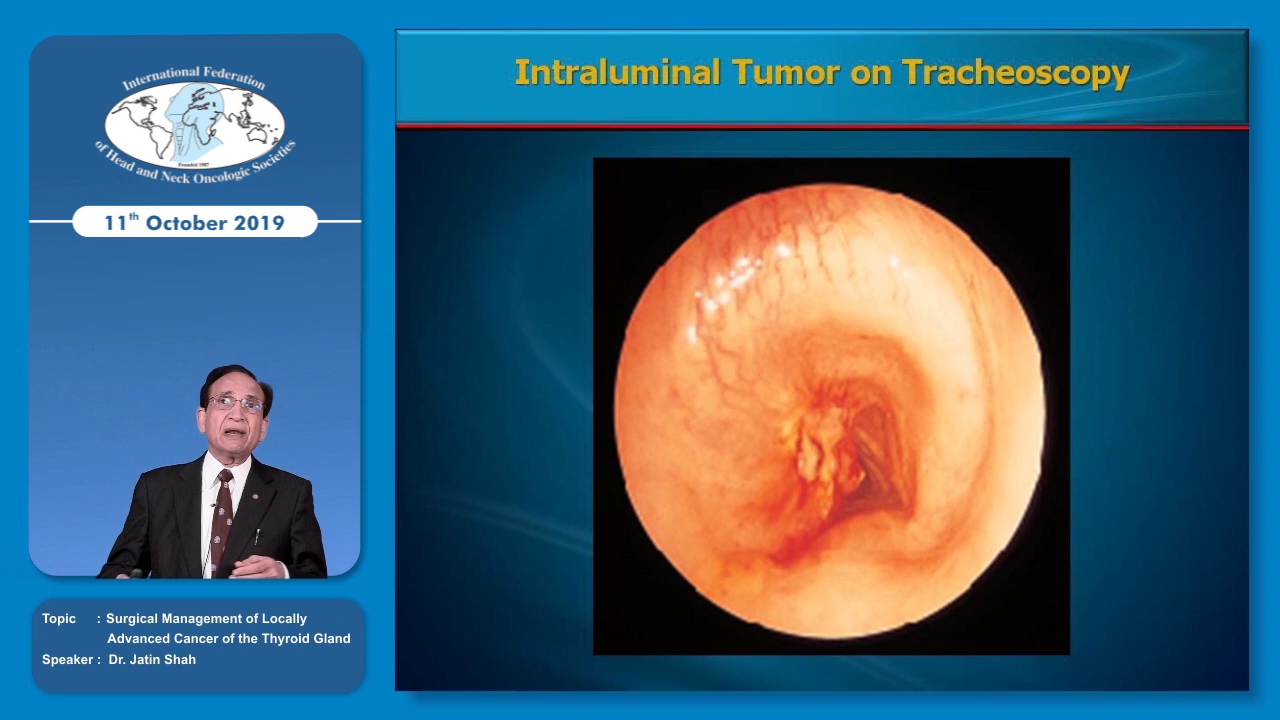 International Federation
of Head and Neck Oncologic Societies
Founded 1987
11th October 2019
Topic : Surgical Management of Locally
Advanced Cancer of the Thyroid Gland
Speaker : Dr. Jatin Shah
Intraluminal Tumor on Tracheoscopy